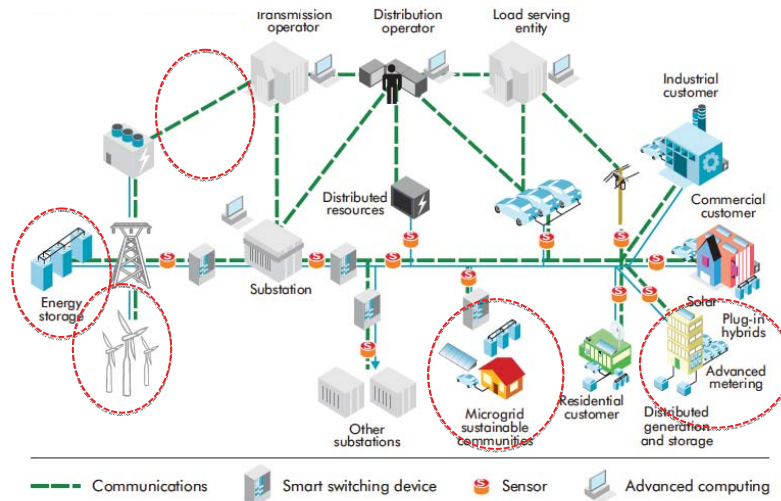 Transmission
operator
Distribution
operator
Load serving
entity
Industrial
customer
Distributed
resources
Commercial
customer
Energy
storage
Substation
Solar
Plug-in
hybrids
Advanced
metering
Other
substations
Microgrid
sustainable
communities
Residential
customer
Distributed
generation
and storage
S
S
S
S
S
S
S
S
S
S
S
Communications
Smart switching device
S
Sensor
Advanced computing